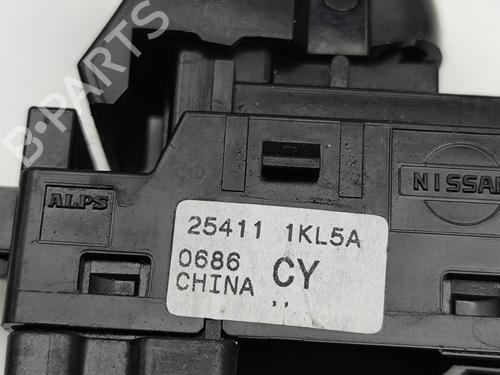 B-PARTS
ALPS
NISSAN
25411 1KL5A
0686 CY
CHINA ,,